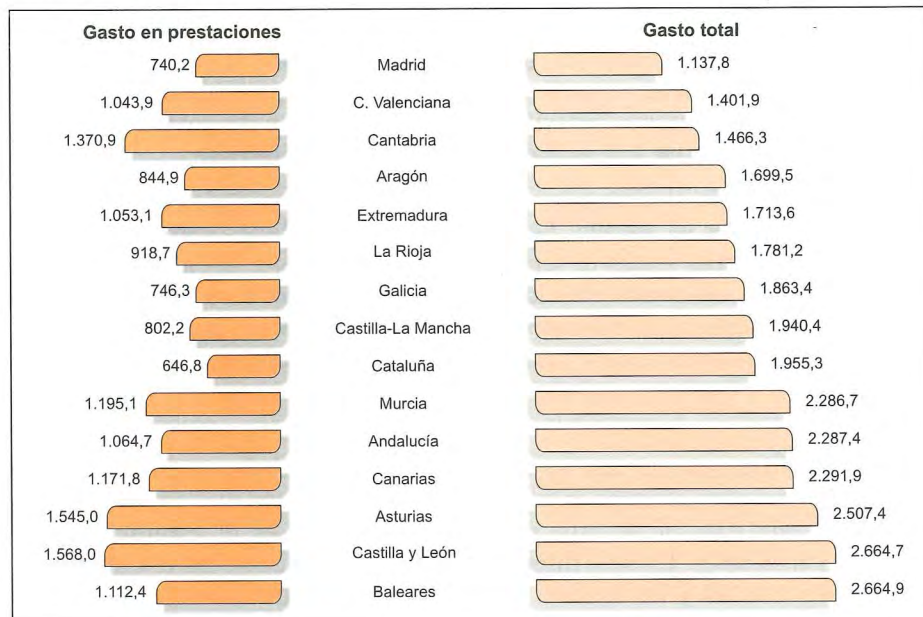 Gasto en prestaciones Gasto total
740,2 Madrid 1.137,8
1.043,9 C. Valenciana 1.401,9
1.370,9 Cantabria 1.466,3
844,9 Aragón 1.699,5
1.053,1 Extremadura 1.713,6
918,7 La Rioja 1.781,2
746,3 Galicia 1.863,4
802,2 Castilla-La Mancha 1.940,4
646,8 Cataluña 1.955,3
1.195,1 Murcia 2.286,7
1.064,7 Andalucía 2.287,4
1.171,8 Canarias 2.291,9
1.545,0 Asturias 2.507,4
1.568,0 Castilla y León 2.664,7
1.112,4 Baleares 2.664,9